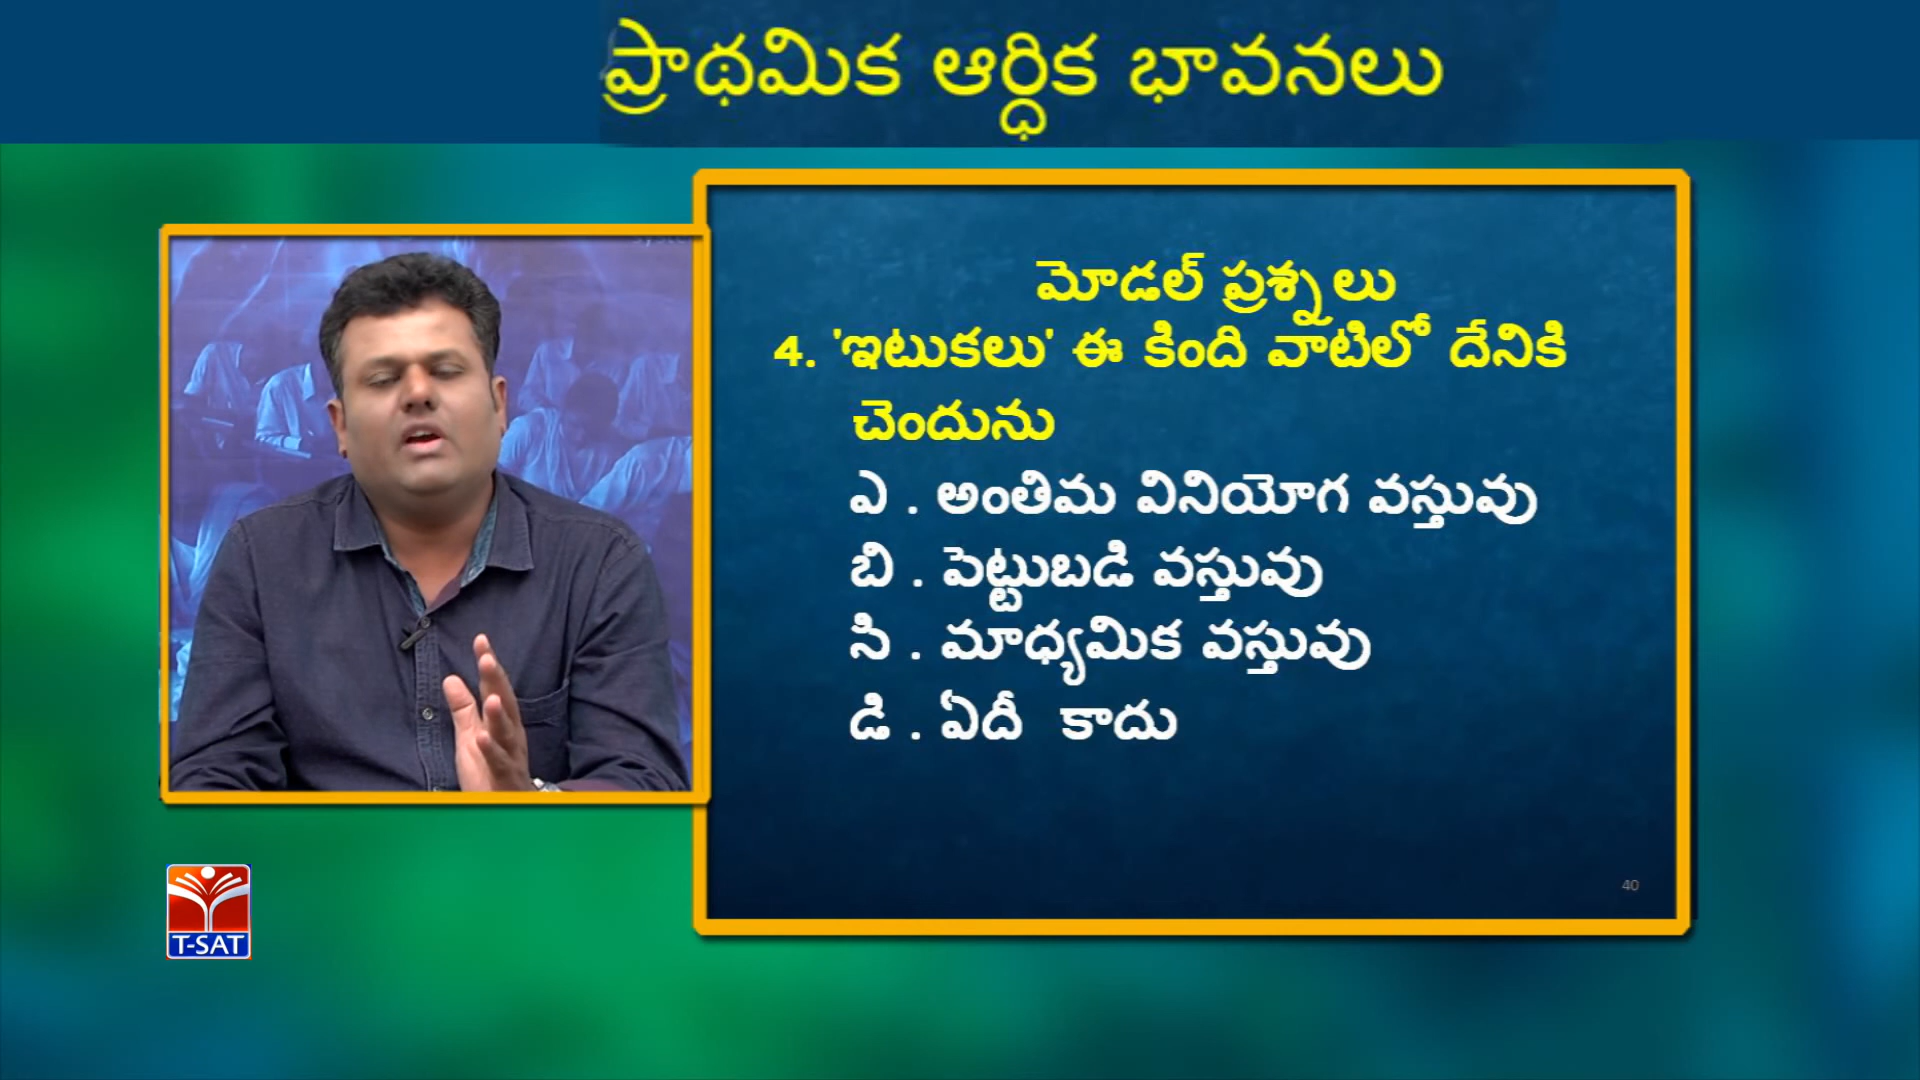 ప్రాథమిక ఆర్ధిక భావనలు
మోడల్ ప్రశ్నలు
4. 'ఇటుకలు' ఈ కింది వాటిలో దేనికి
చెందును
ఎ . అంతిమ వినియోగ వస్తువు
బి . పెట్టుబడి వస్తువు
సి . మాధ్యమిక వస్తువు
డి . ఏదీ కాదు
40
T-SAT